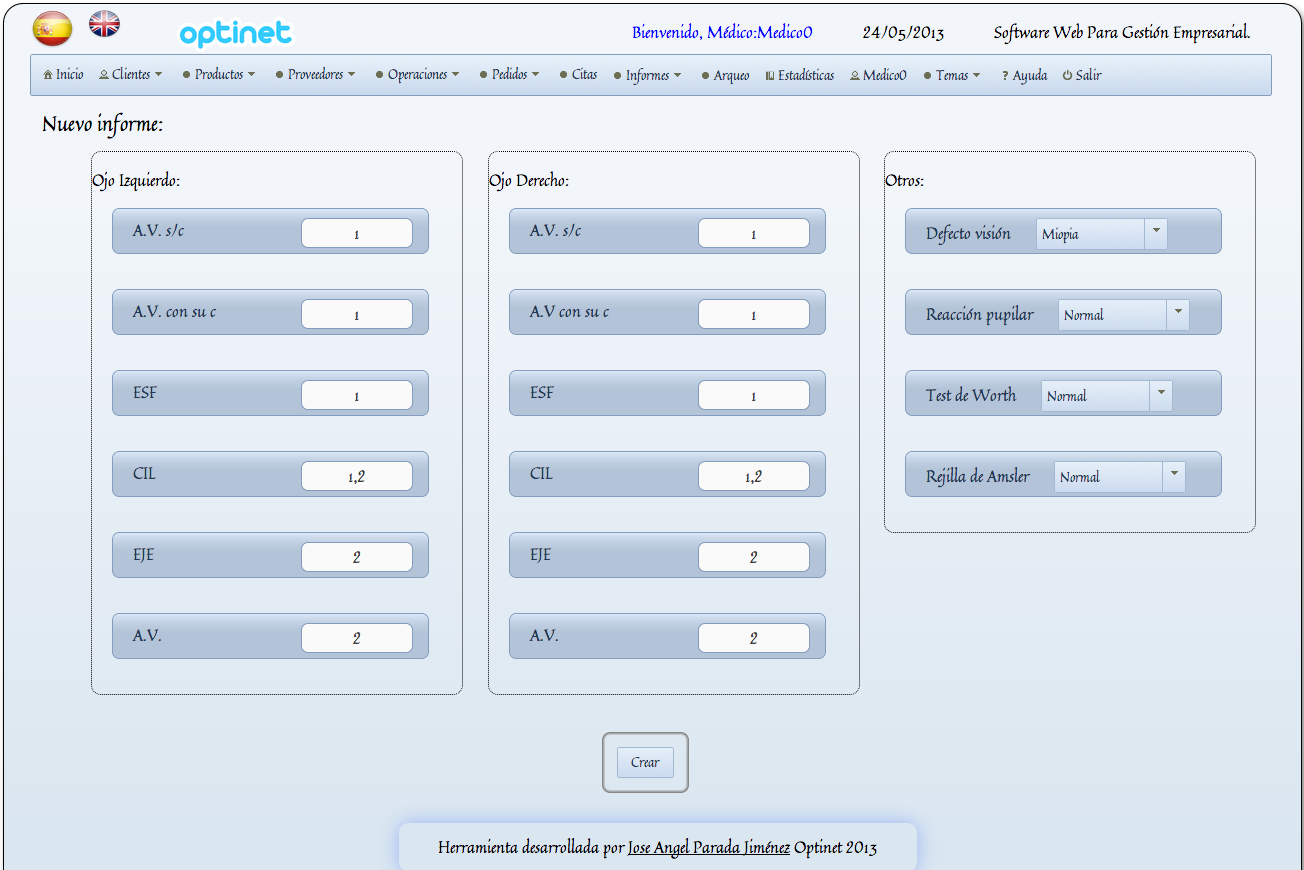 optinet
Bienvenido, Médico:Medico0 24/05/2013 Software Web Para Gestión Empresarial.
Inicio Clientes Productos Proveedores Operaciones Pedidos Citas Informes Arqueo Estadísticas Medico0 Temas ? Ayuda Salir
Nuevo informe:
Ojo Izquierdo:
A.V. s/c 1
A.V. con su c 1
ESF 1
CIL 1,2
EJE 2
A.V. 2
Ojo Derecho:
A.V. s/c 1
A.V con su c 1
ESF 1
CIL 1,2
EJE 2
A.V. 2
Otros:
Defecto visión Miopia
Reacción pupilar Normal
Test de Worth Normal
Rejilla de Amsler Normal
Crear
Herramienta desarrollada por Jose Angel Parada Jiménez Optinet 2013